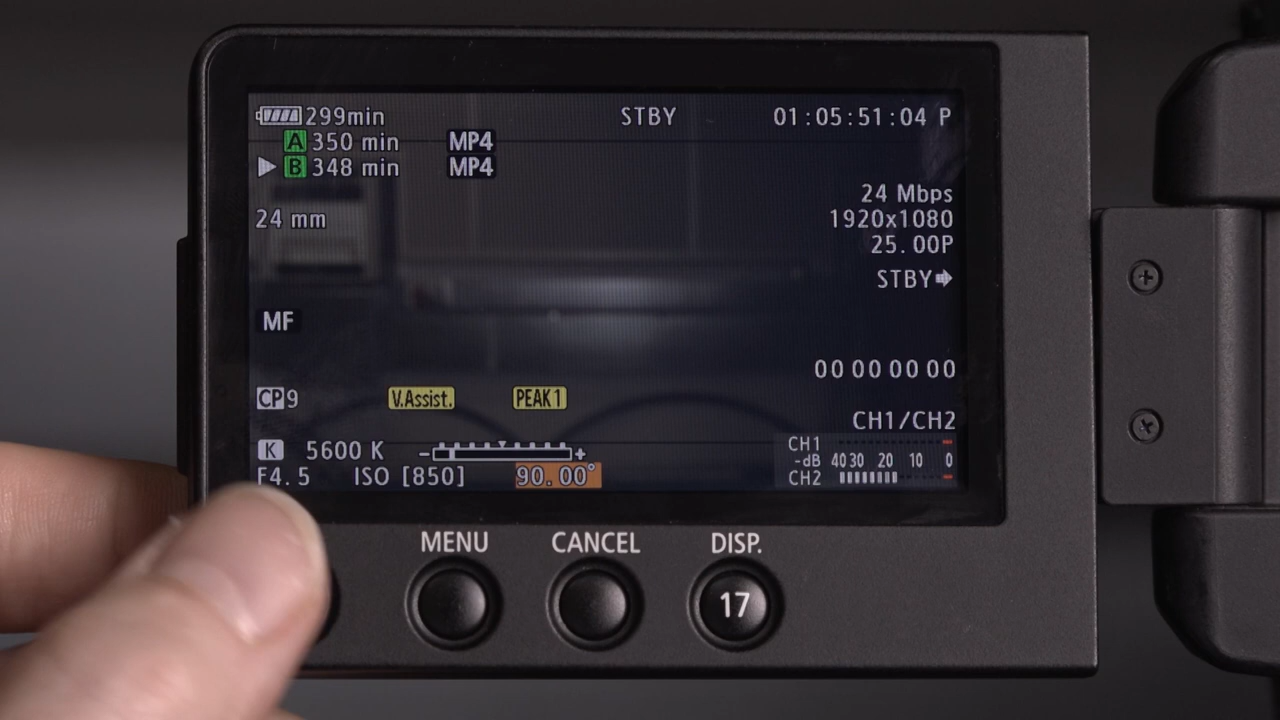 299min STBY 01:05:51:04 P
A 350 min MP4
B 348 min MP4
24 Mbps
24 mm 1920x1080
25.00P
STBY
MF
00 00 00 00
CP 9 V.Assist. PEAK1
CH1/CH2
K 5600 K - + CH1
-dB 40 30 20 10 0
F4.5 ISO [850] 90.00° CH2
MENU CANCEL DISP.
17